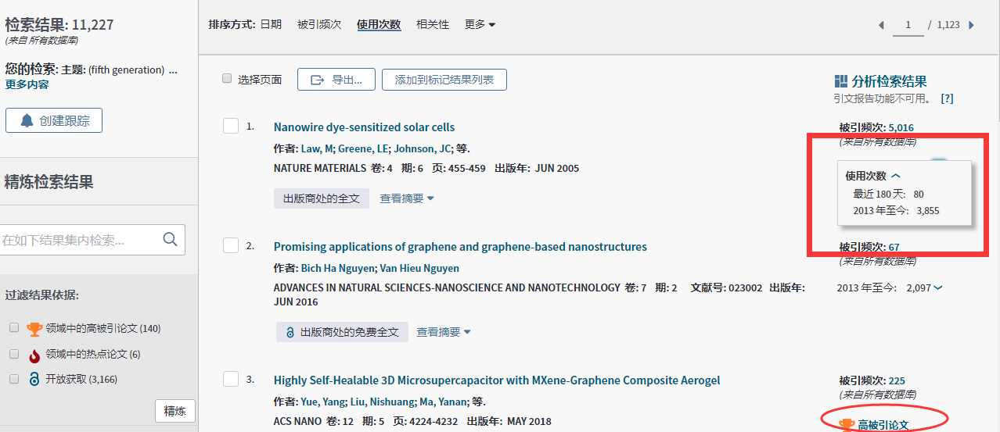 检索结果: 11,227
(来自 所有数据库)
您的检索: 主题: (fifth generation) ...
更多内容
创建跟踪
精炼检索结果
在如下结果集内检索...
过滤结果依据:
领域中的高被引论文 (140)
领域中的热点论文 (6)
开放获取 (3,166)
精炼
排序方式: 日期 被引频次 使用次数 相关性 更多
1 / 1,123
选择页面 导出... 添加到标记结果列表
分析检索结果
引文报告功能不可用。 [?]
1. Nanowire dye-sensitized solar cells
作者: Law, M; Greene, LE; Johnson, JC; 等.
NATURE MATERIALS 卷: 4 期: 6 页: 455-459 出版年: JUN 2005
出版商处的全文 查看摘要
被引频次: 5,016
(来自所有数据库)
使用次数
最近 180 天: 80
2013 年至今: 3,855
2. Promising applications of graphene and graphene-based nanostructures
作者: Bich Ha Nguyen; Van Hieu Nguyen
ADVANCES IN NATURAL SCIENCES-NANOSCIENCE AND NANOTECHNOLOGY 卷: 7 期: 2 文献号: 023002 出版年:
JUN 2016
出版商处的免费全文 查看摘要
被引频次: 67
(来自所有数据库)
2013 年至今: 2,097
3. Highly Self-Healable 3D Microsupercapacitor with MXene-Graphene Composite Aerogel
作者: Yue, Yang; Liu, Nishuang; Ma, Yanan; 等.
ACS NANO 卷: 12 期: 5 页: 4224-4232 出版年: MAY 2018
被引频次: 225
(来自所有数据库)
高被引论文